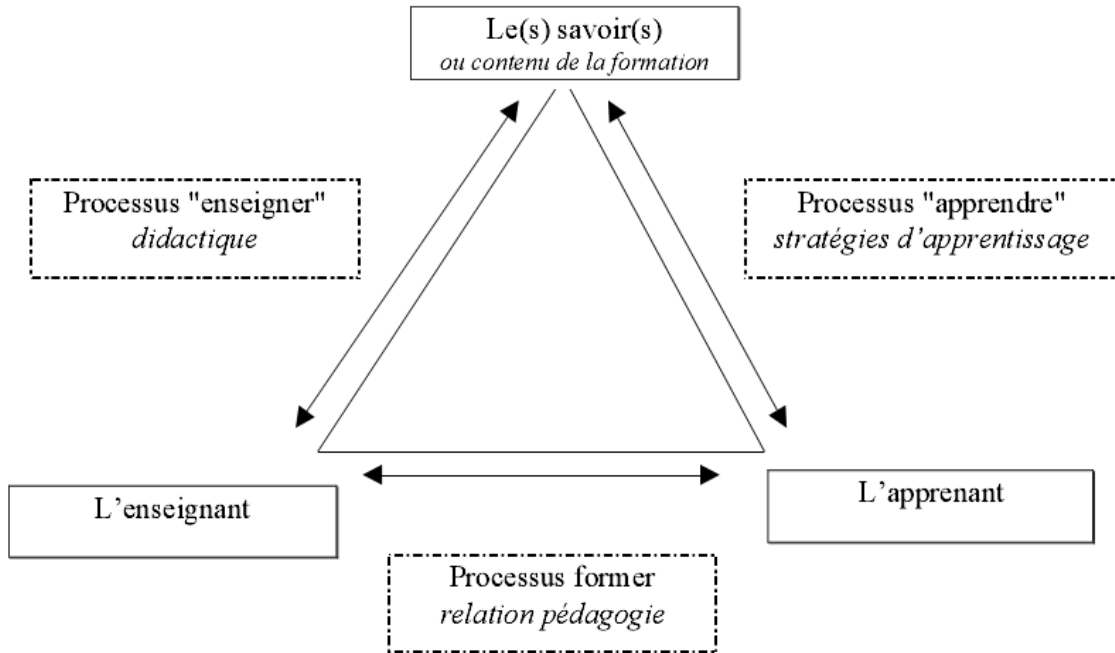 Le(s) savoir(s)
ou contenu de la formation
Processus "enseigner"
didactique
Processus "apprendre"
stratégies d'apprentissage
L'enseignant
L'apprenant
Processus former
relation pédagogie